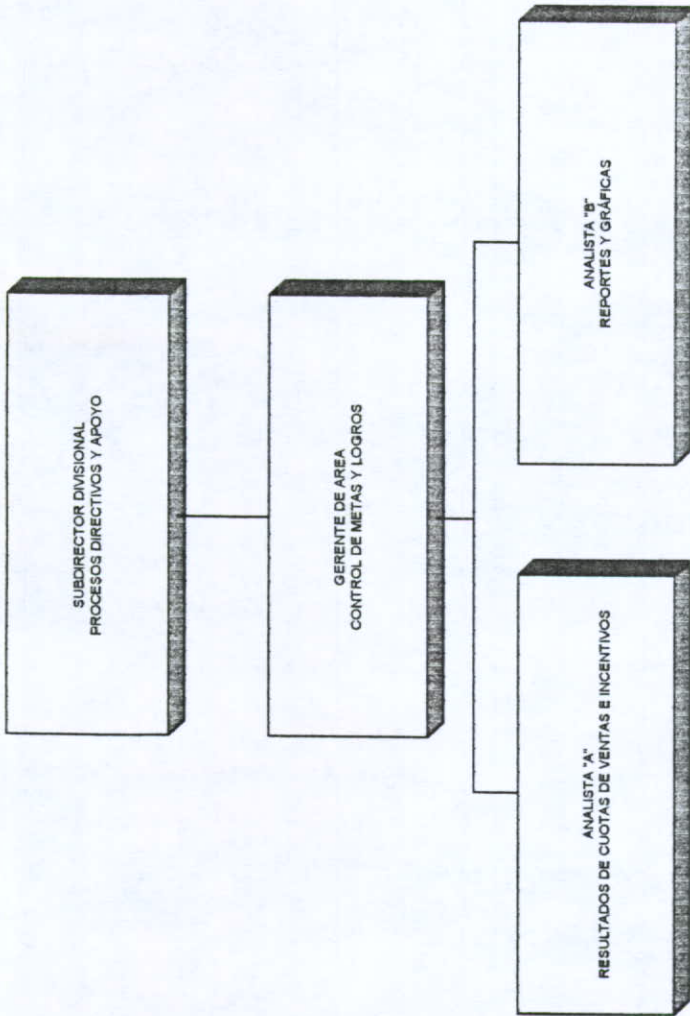 SUBDIRECTOR DIVISIONAL
PROCESOS DIRECTIVOS Y APOYO
GERENTE DE AREA
CONTROL DE METAS Y LOGROS
ANALISTA "A"
RESULTADOS DE CUOTAS DE VENTAS E INCENTIVOS
ANALISTA "B"
REPORTES Y GRÁFICAS